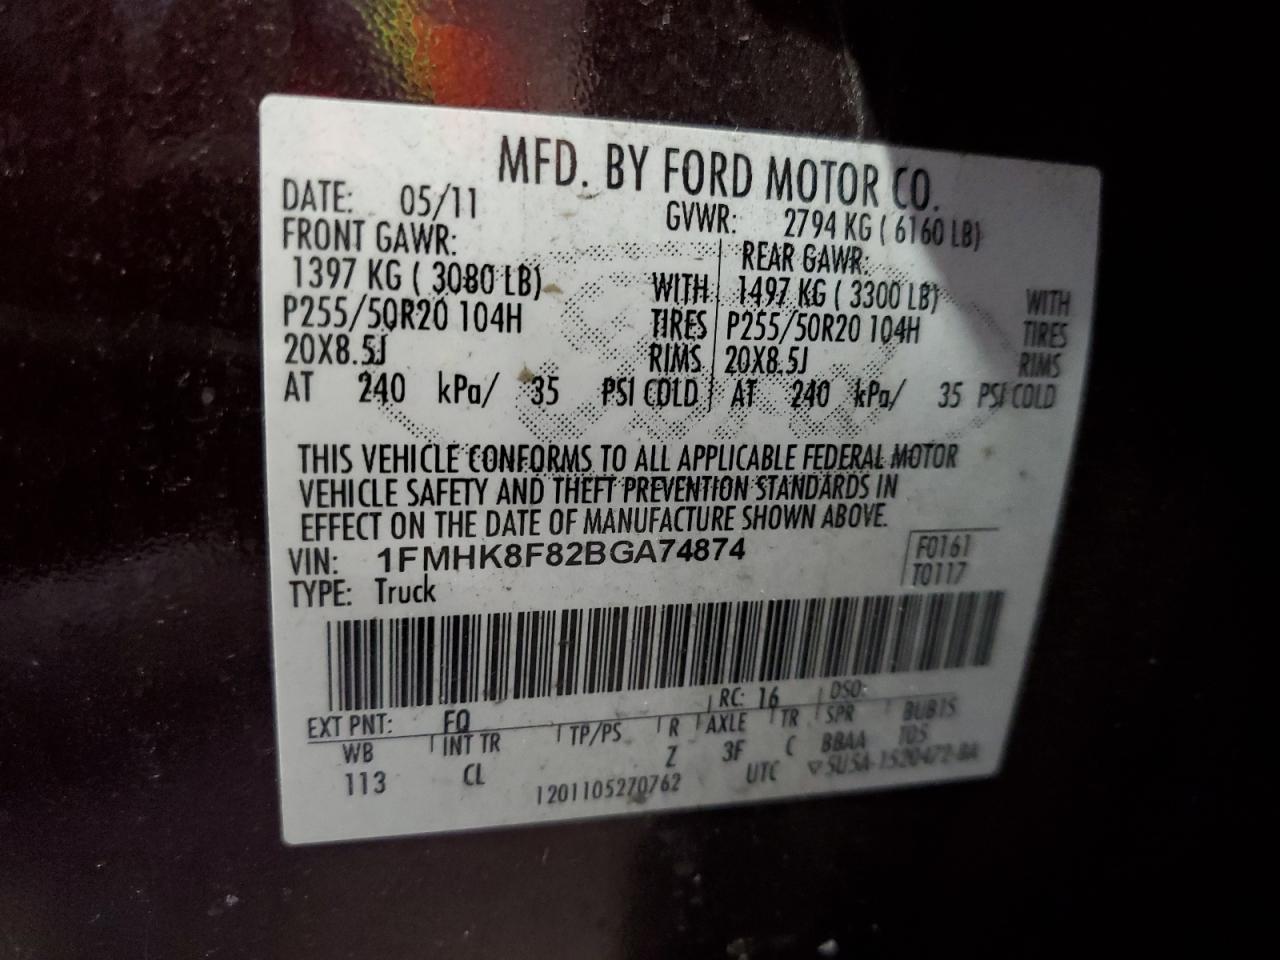 MFD. BY FORD MOTOR CO.
DATE: 05/11 GVWR: 2794 KG ( 6160 LB)
FRONT GAWR: REAR GAWR:
1397 KG ( 3080 LB) WITH 1497 KG ( 3300 LB) WITH
P255/50R20 104H TIRES P255/50R20 104H TIRES
20X8.5J RIMS 20X8.5J RIMS
AT 240 kPa/ 35 PSI COLD AT 240 kPa/ 35 PSI COLD
THIS VEHICLE CONFORMS TO ALL APPLICABLE FEDERAL MOTOR
VEHICLE SAFETY AND THEFT PREVENTION STANDARDS IN
EFFECT ON THE DATE OF MANUFACTURE SHOWN ABOVE.
VIN: 1FMHK8F82BGA74874 F0161
TYPE: Truck T0117
EXT PNT: FQ RC: 16 DSO:
WB INT TR TP/PS R AXLE TR SPR BUB15
113 CL Z 3F C BBAA T05
1201105270762 UTC ▽5U5A-1520472-BA